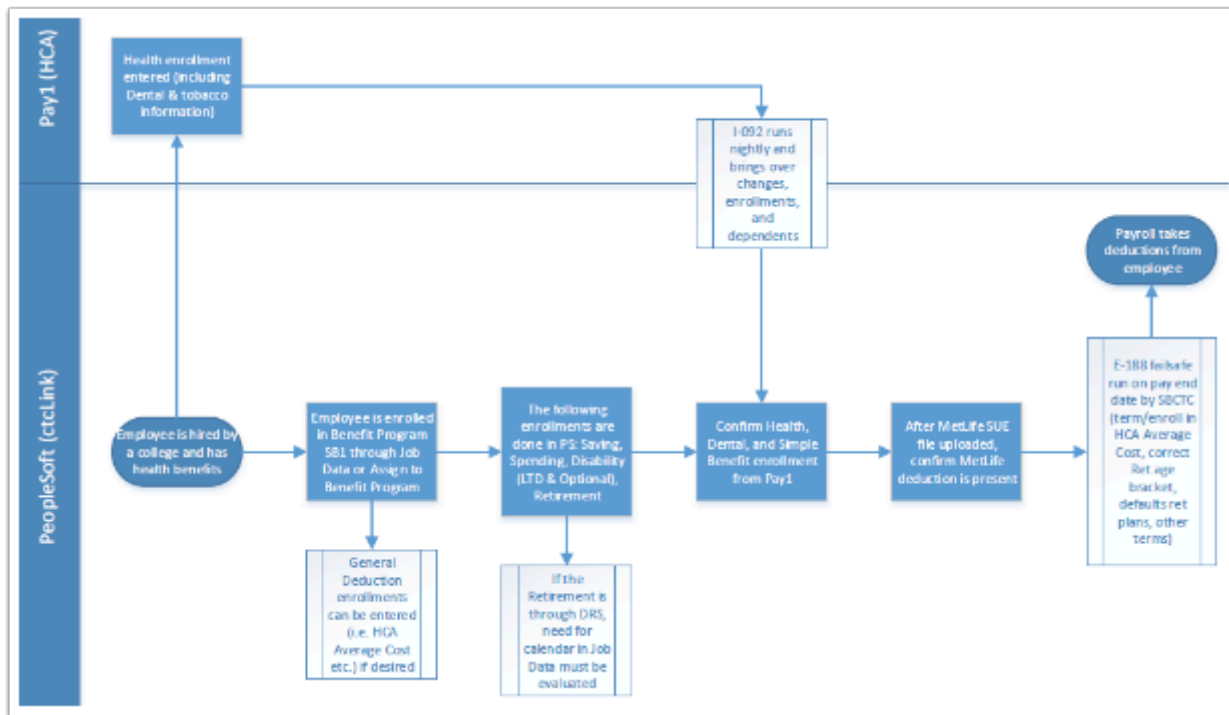 Pay1 (HCA)
Health enrollment
entered (including
Dental & tobacco
information)
I-092 runs
nightly and
brings over
changes,
enrollments,
and
dependents
PeopleSoft (ctcLink)
Employee is hired by
a college and has
health benefits
Employee is enrolled
in Benefit Program
SB1 through Job
Data or Assign to
Benefit Program
General
Deduction
enrollments
can be entered
(i.e. HCA
Average Cost
etc.) if desired
The following
enrollments are
done in PS: Saving,
Spending, Disability
(LTD & Optional),
Retirement
If the
Retirement is
through DRS,
need for
calendar in Job
Data must be
evaluated
Confirm Health,
Dental, and Simple
Benefit enrollment
from Pay1
After MetLife SUE
file uploaded,
confirm MetLife
deduction is present
E-188 failsafe
run on pay end
date by SBCTC
(term/enroll in
HCA Average
Cost, correct
Ret age
bracket,
defaults ret
plans, other
terms)
Payroll takes
deductions from
employee